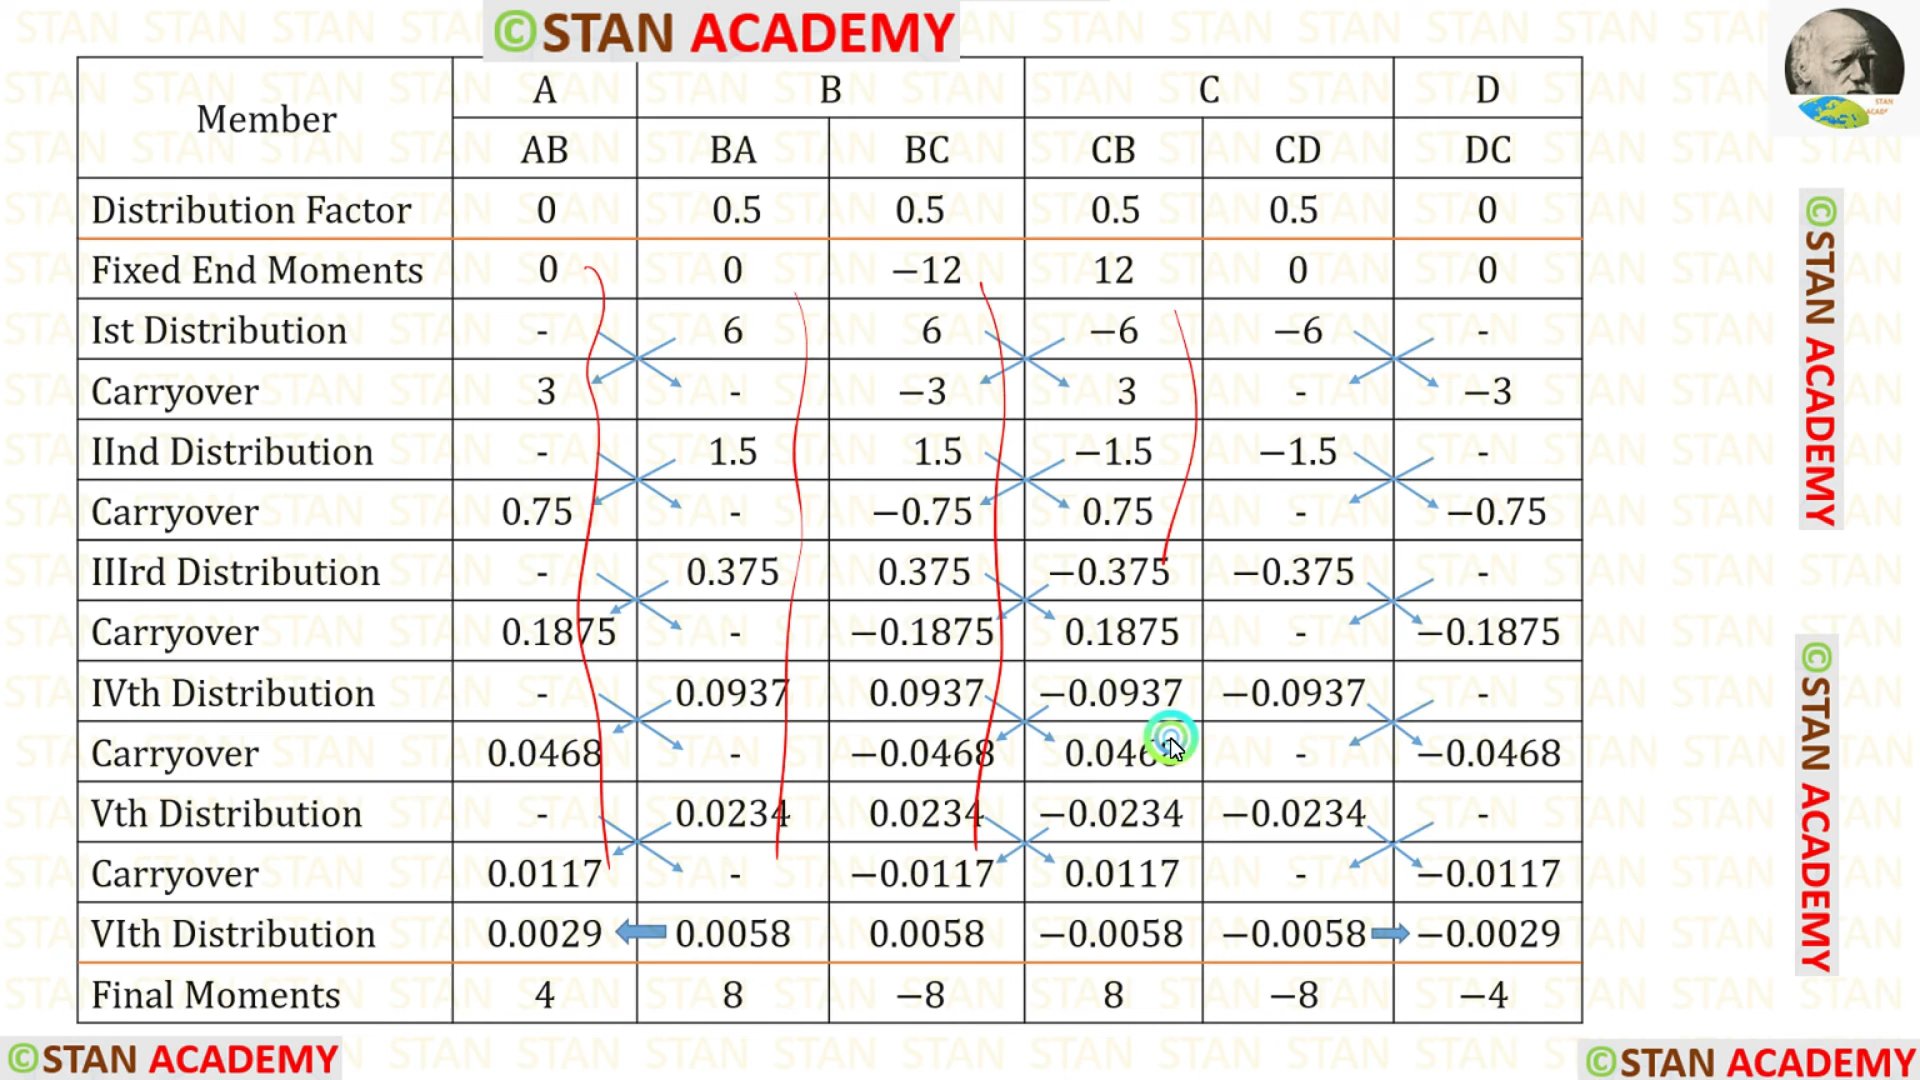 ©STAN ACADEMY
Member A B C D
AB BA BC CB CD DC
Distribution Factor 0 0.5 0.5 0.5 0.5 0
Fixed End Moments 0 0 −12 12 0 0
Ist Distribution - 6 6 −6 −6 -
Carryover 3 - −3 3 - −3
IInd Distribution - 1.5 1.5 −1.5 −1.5 -
Carryover 0.75 - −0.75 0.75 - −0.75
IIIrd Distribution - 0.375 0.375 −0.375 −0.375 -
Carryover 0.1875 - −0.1875 0.1875 - −0.1875
IVth Distribution - 0.0937 0.0937 −0.0937 −0.0937 -
Carryover 0.0468 - −0.0468 - −0.0468
Vth Distribution - 0.0234 0.0234 −0.0234 −0.0234 -
Carryover 0.0117 - −0.0117 0.0117 - −0.0117
VIth Distribution 0.0029 0.0058 0.0058 −0.0058 −0.0058 −0.0029
Final Moments 4 8 −8 8 −8 −4
©STAN ACADEMY
©STAN ACADEMY
©STAN ACADEMY
©STAN ACADEMY